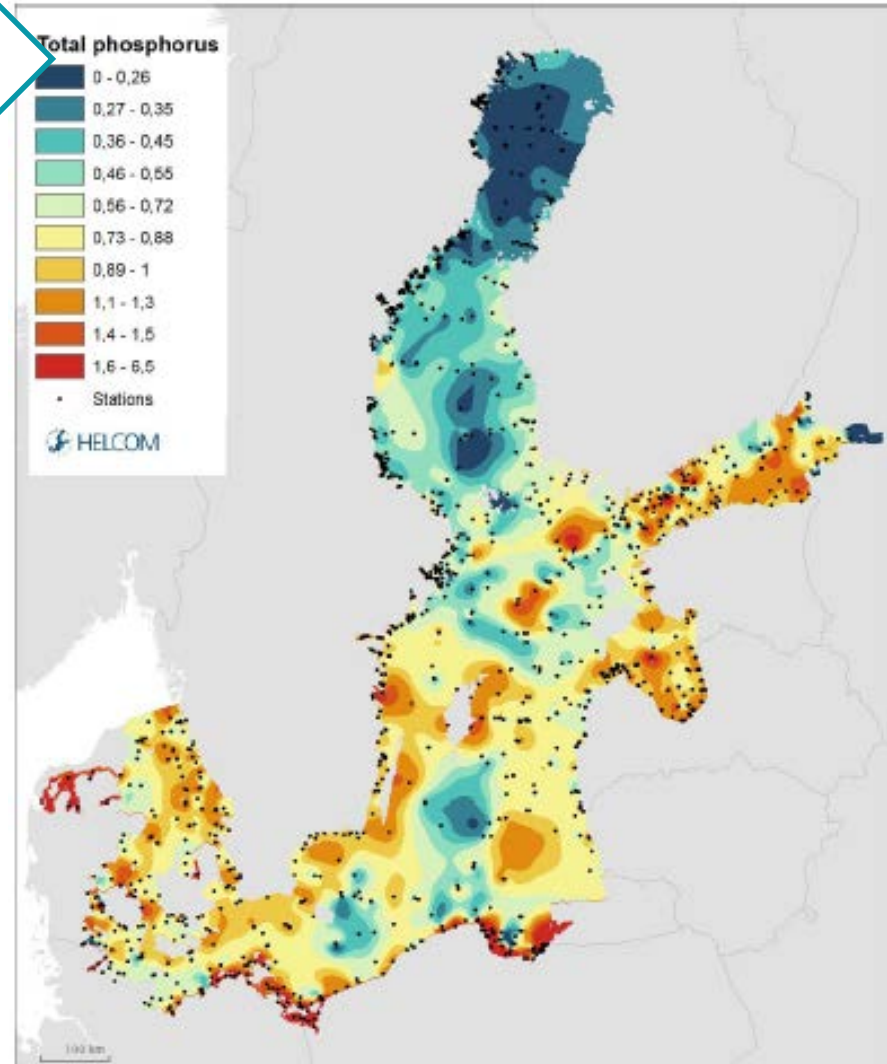 Total phosphorus
0 - 0,26
0,27 - 0,35
0,36 - 0,45
0,46 - 0,55
0,56 - 0,72
0,73 - 0,88
0,89 - 1
1,1 - 1,3
1,4 - 1,5
1,6 - 6,5
Stations
HELCOM
100 km